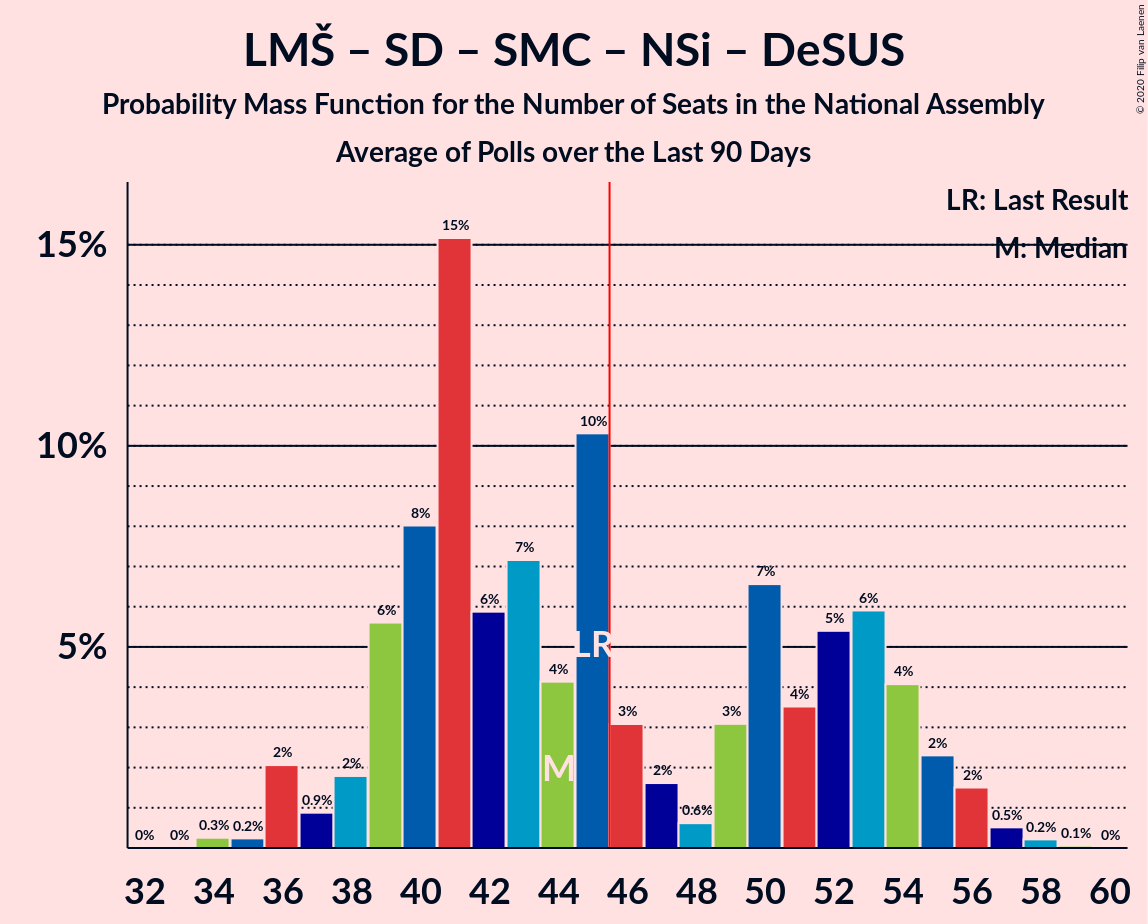 LMŠ – SD – SMC – NSi – DeSUS
Probability Mass Function for the Number of Seats in the National Assembly
Average of Polls over the Last 90 Days
© 2020 Filip van Laenen
LR: Last Result
M: Median
15%
10%
5%
0% 0% 0.3% 0.2% 2% 0.9% 2% 6% 8% 15% 6% 7% 4% 10% 3% 2% 0.6% 3% 7% 4% 5% 6% 4% 2% 2% 0.5% 0.2% 0.1% 0%
LR
M
32 34 36 38 40 42 44 46 48 50 52 54 56 58 60